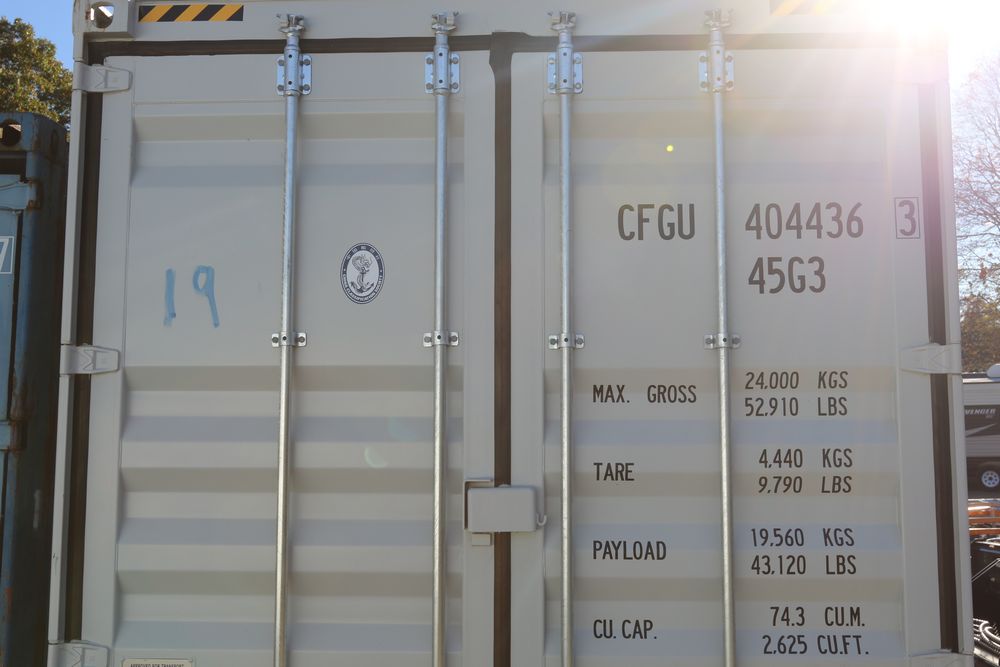 CFGU 404436 3
45G3
19
MAX. GROSS 24,000 KGS
52,910 LBS
TARE 4,440 KGS
9,790 LBS
PAYLOAD 19,560 KGS
43,120 LBS
CU. CAP. 74.3 CU.M.
2,625 CU.FT.
7